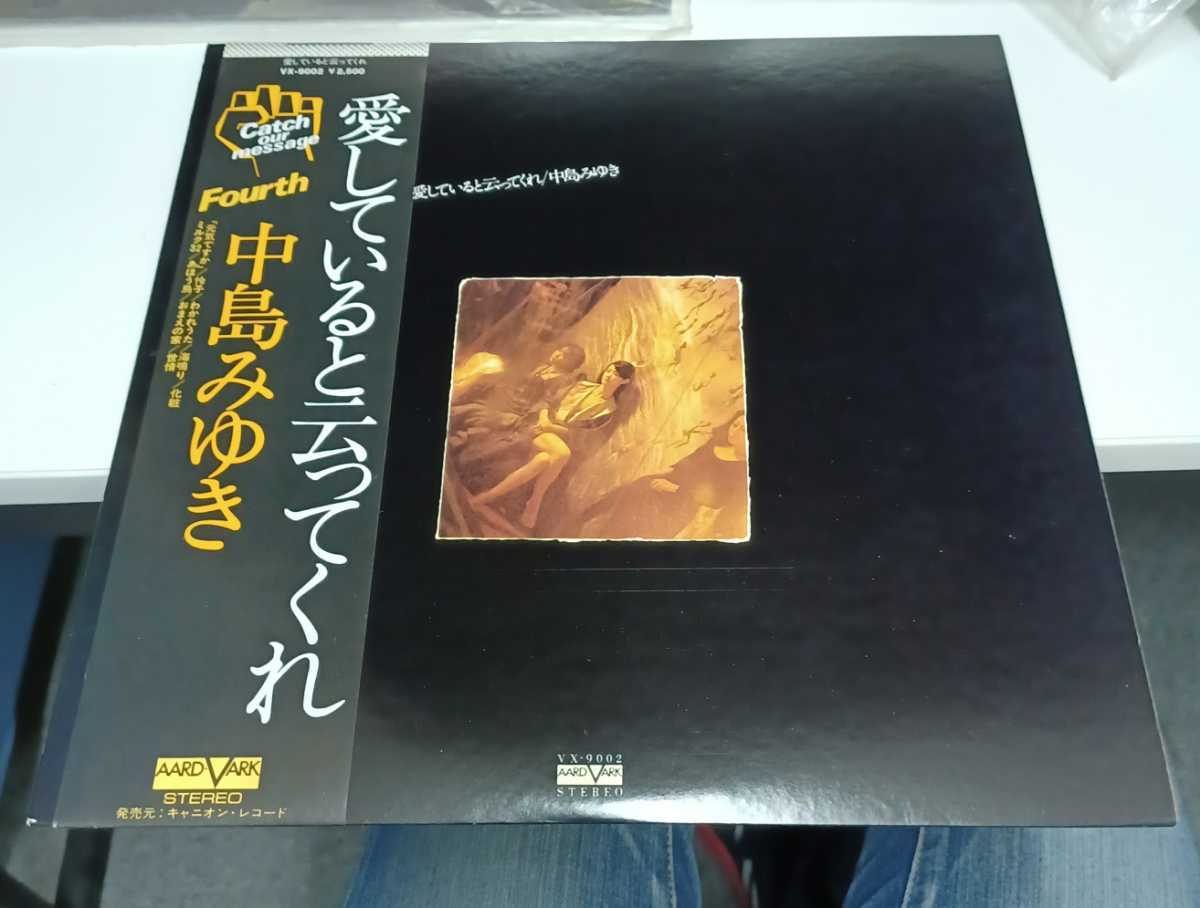 愛していると云ってくれ
VX-9002 ￥2,500
Catch
our
message
Fourth
愛していると云ってくれ
中島みゆき
「元気ですか」/怜子/わかれうた/海鳴り/化粧
ミルク32/あほう鳥/おまえの家/世情
AARD-VARK
STEREO
発売元：キャニオン・レコード
愛していると云ってくれ/中島みゆき
VX-9002
AARD VARK
STEREO